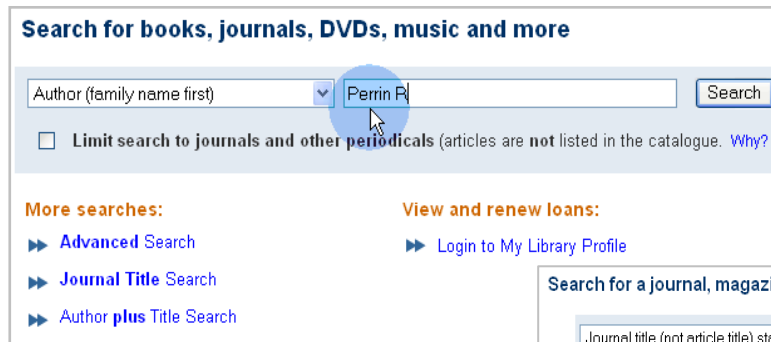 Search for books, journals, DVDs, music and more
Author (family name first) Perrin R Search
Limit search to journals and other periodicals (articles are not listed in the catalogue. Why?
More searches: View and renew loans:
Advanced Search Login to My Library Profile
Journal Title Search Search for a journal, magazi
Author plus Title Search Journal title (not article title) sta